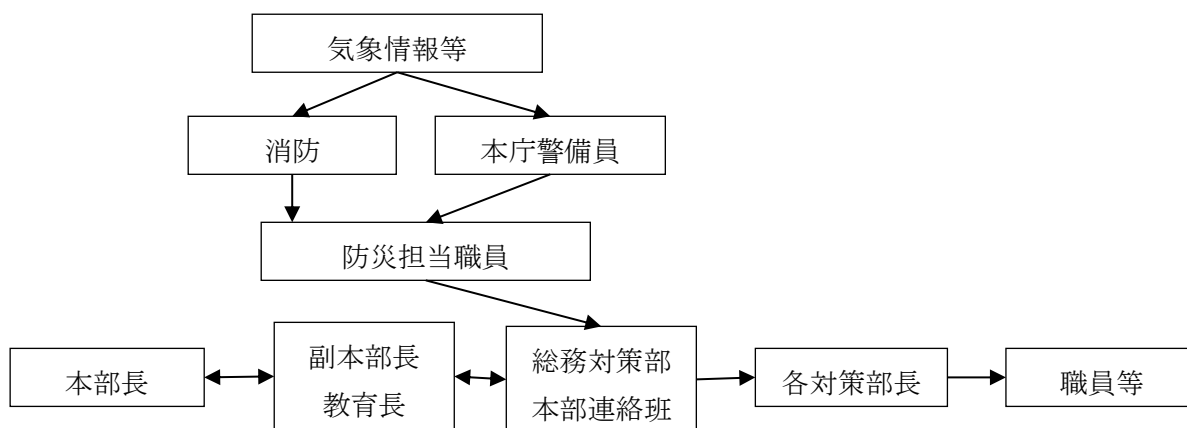 気象情報等
消防
本庁警備員
防災担当職員
本部長
副本部長
教育長
総務対策部
本部連絡班
各対策部長
職員等